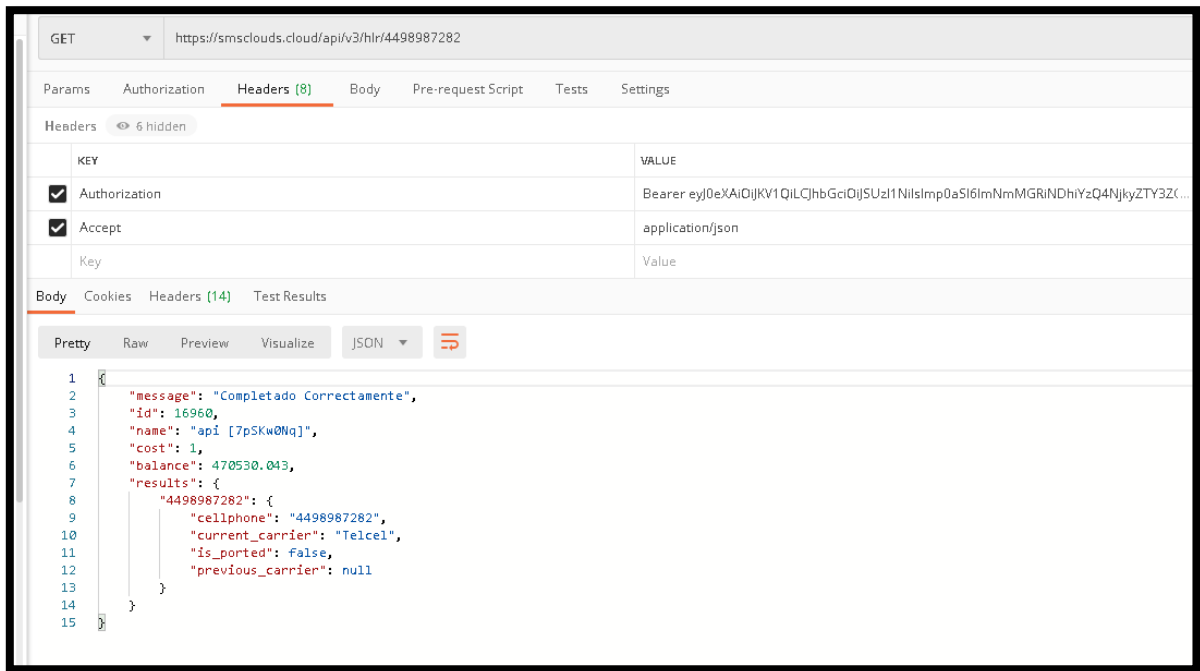 GET https://smsclouds.cloud/api/v3/hlr/4498987282
Params Authorization Headers (8) Body Pre-request Script Tests Settings
Headers 6 hidden
KEY VALUE
Authorization Bearer
Accept application/json
Key Value
Body Cookies Headers (14) Test Results
Pretty Raw Preview Visualize JSON
1 {
2 "message": "Completado Correctamente",
3 "id": 16960,
4 "name": "api [7pSKw0Nq]",
5 "cost": 1,
6 "balance": 470530.043,
7 "results": {
8 "4498987282": {
9 "cellphone": "4498987282",
10 "current_carrier": "Telcel",
11 "is_ported": false,
12 "previous_carrier": null
13 }
14 }
15 }